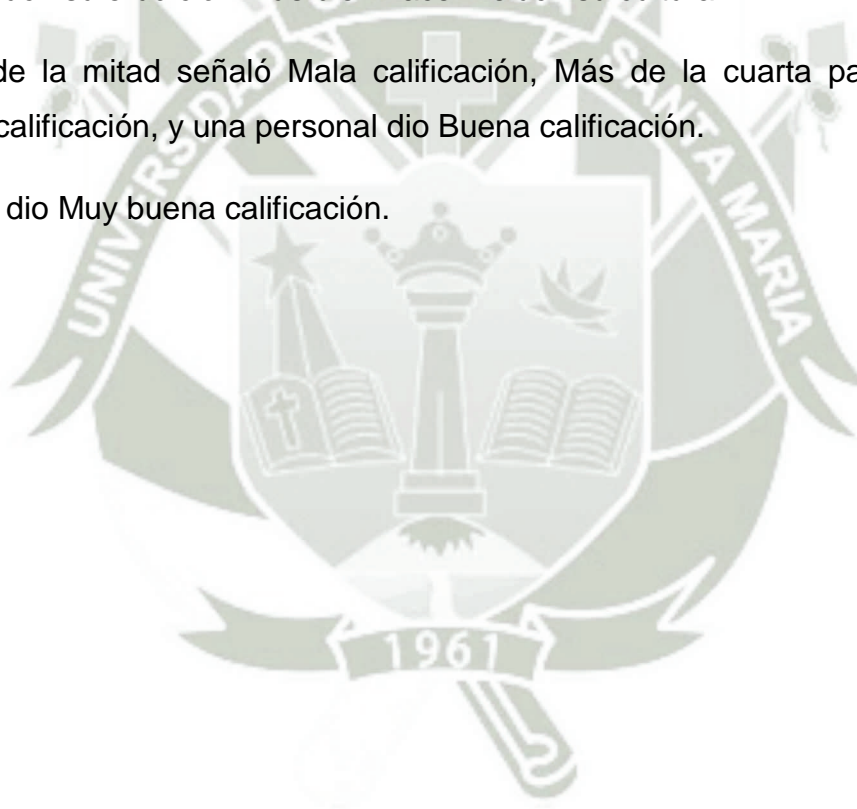 de la mitad señaló Mala calificación, Más de la cuarta pa
calificación, y una personal dio Buena calificación.
dio Muy buena calificación.
UNIVERSIDAD
SANTA MARIA
1961